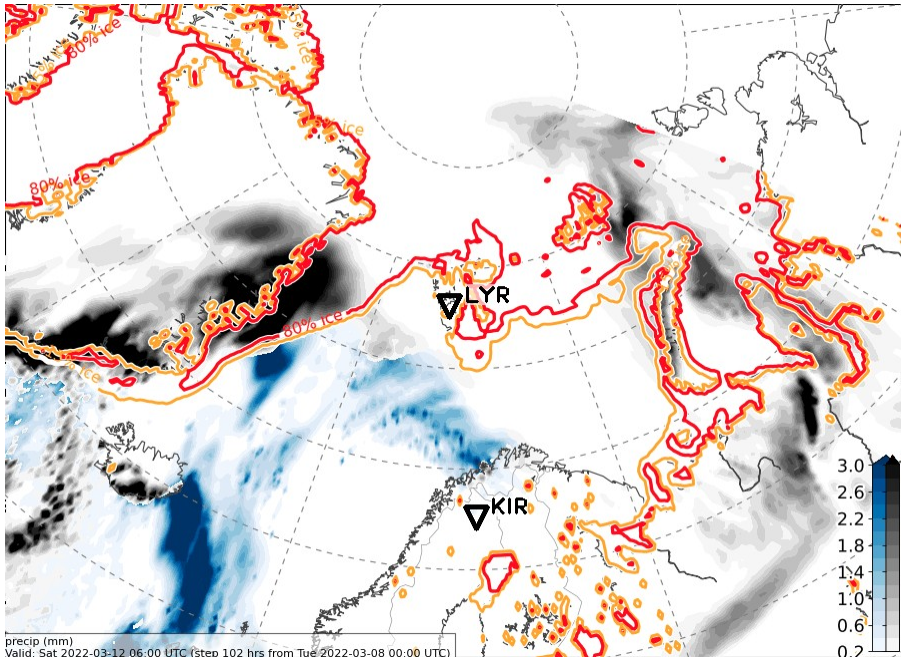 80% ice
80% ice
80% ice
LYR
80% ice
KIR
3.0
2.6
2.2
1.8
1.4
1.0
0.6
0.2
precip (mm)
Valid: Sat 2022-03-12 06:00 UTC (step 102 hrs from Tue 2022-03-08 00:00 UTC)